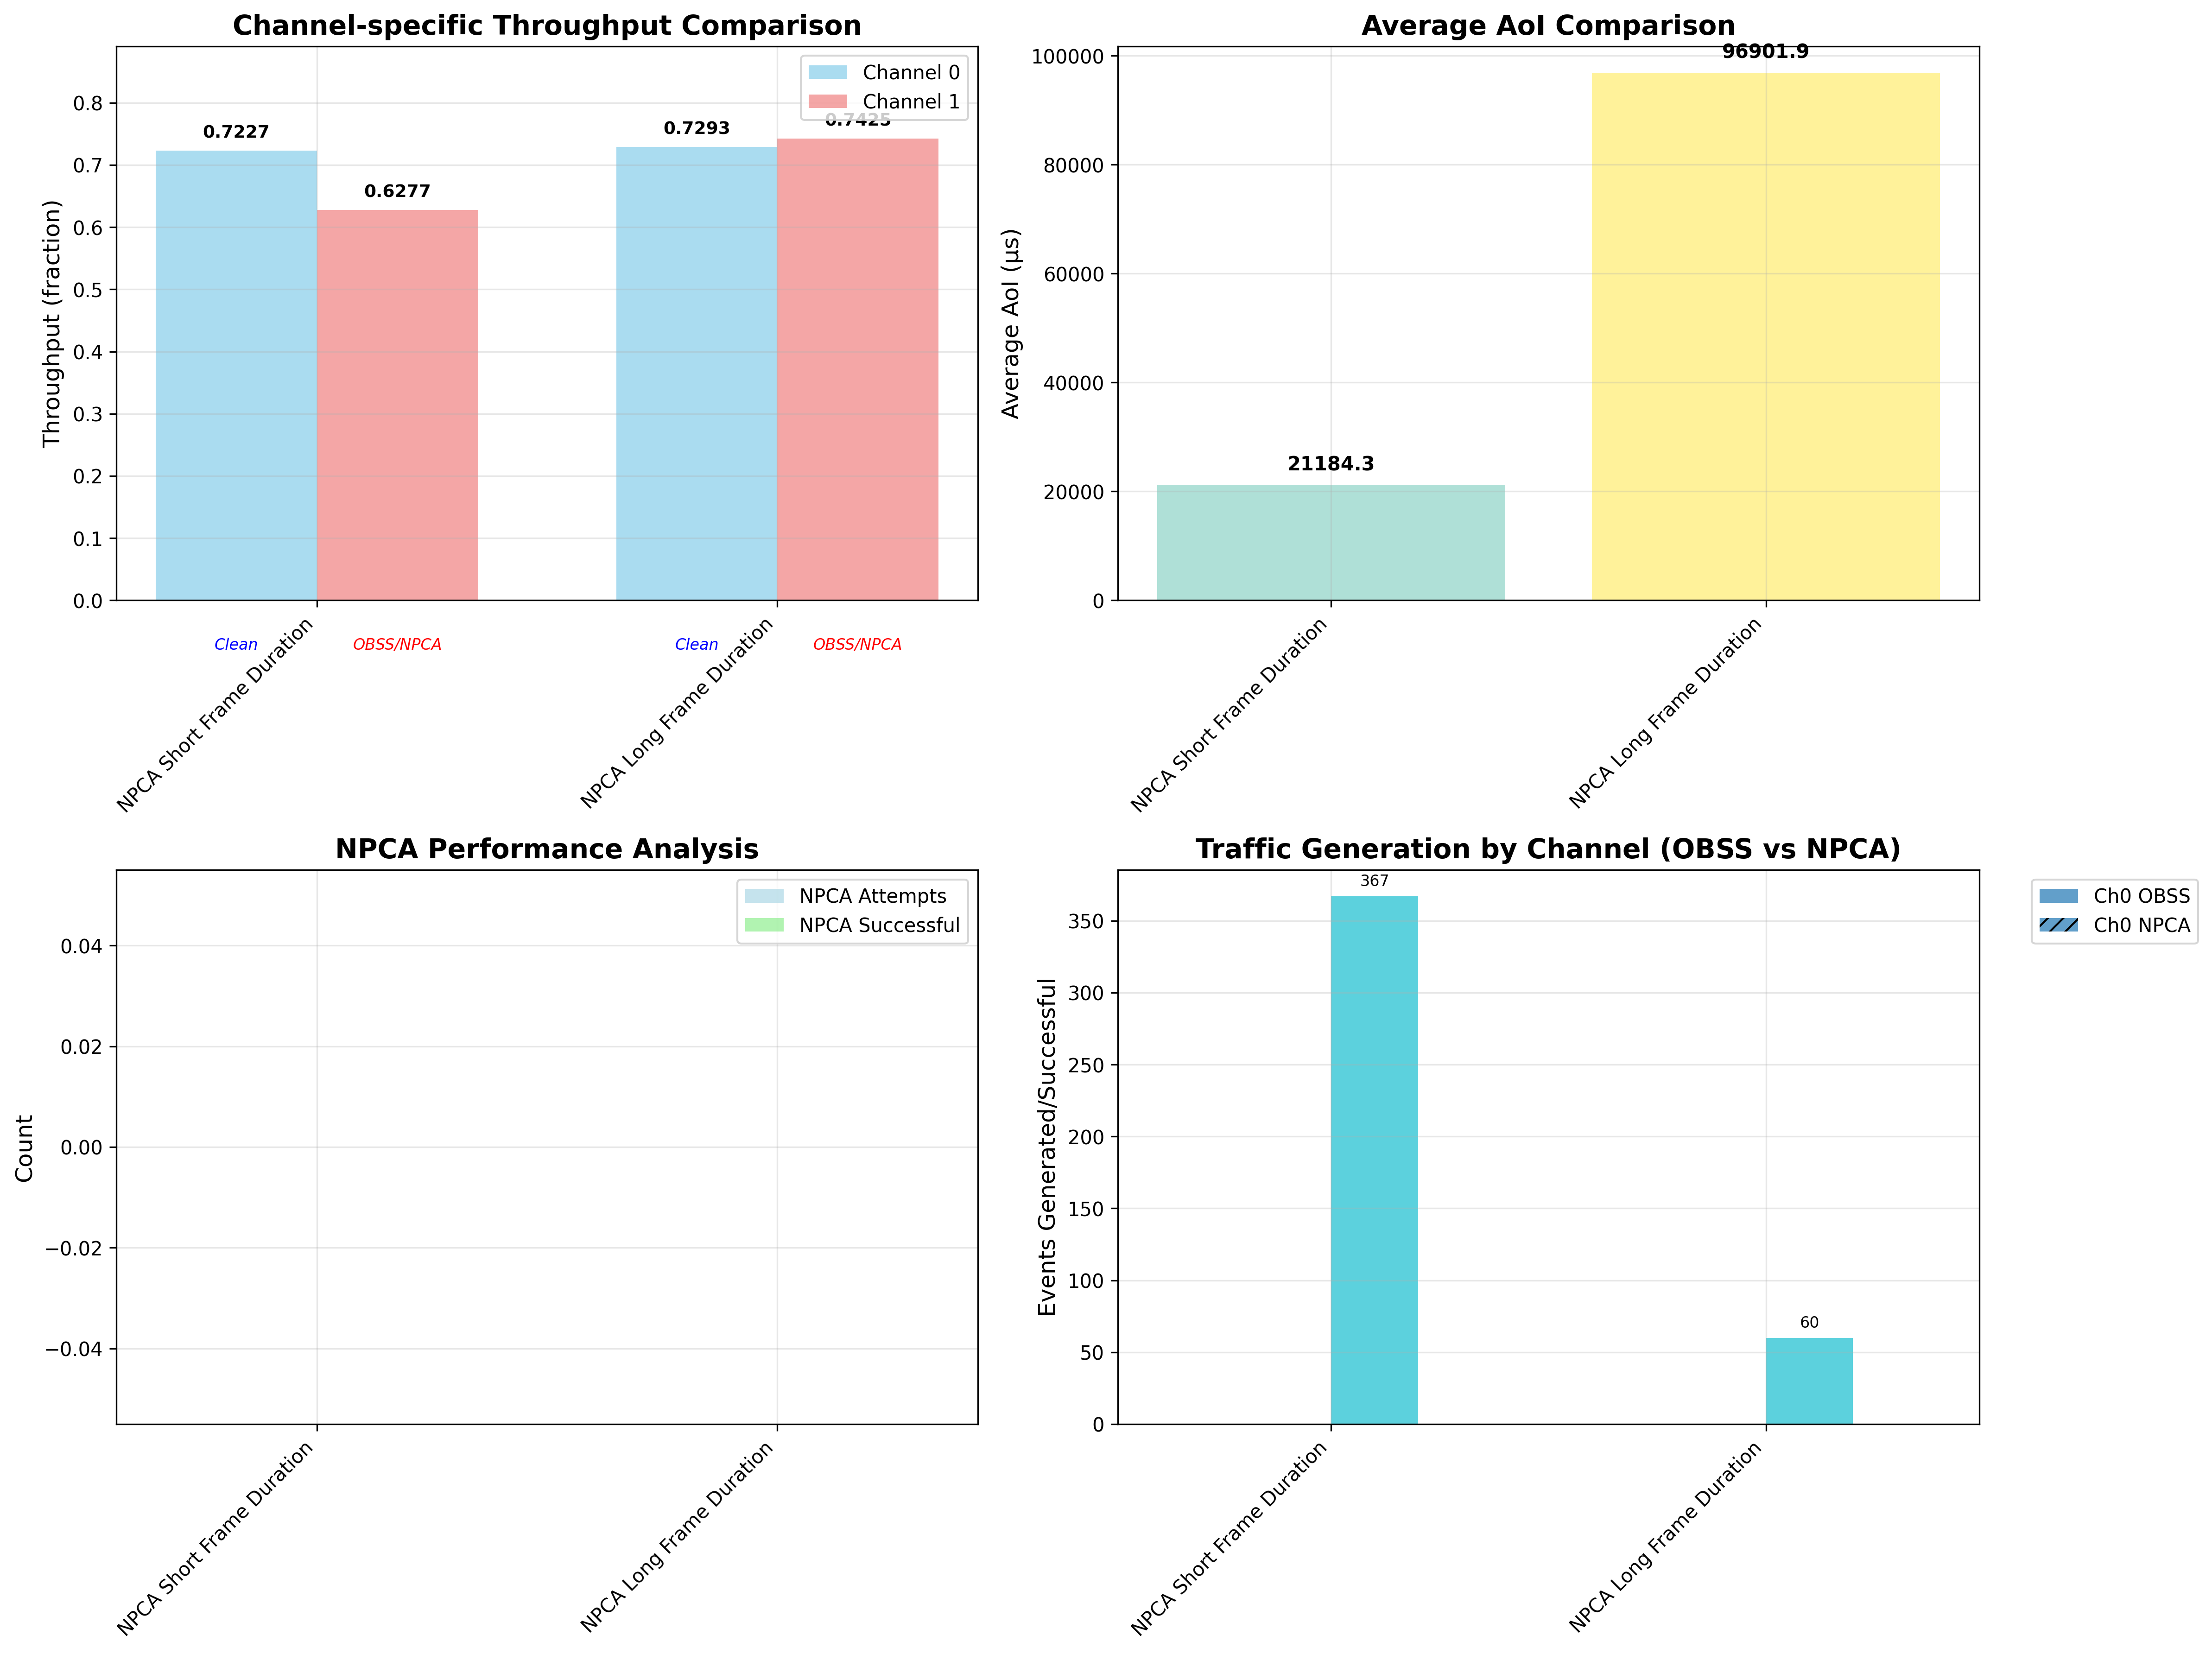 Channel-specific Throughput Comparison
Throughput (fraction)
0.8
0.7
0.6
0.5
0.4
0.3
0.2
0.1
0.0
Channel 0
Channel 1
0.7227
0.6277
0.7293
0.7425
Clean
OBSS/NPCA
Clean
OBSS/NPCA
NPCA Short Frame Duration
NPCA Long Frame Duration
Average AoI Comparison
Average AoI (µs)
100000
80000
60000
40000
20000
0
21184.3
96901.9
NPCA Short Frame Duration
NPCA Long Frame Duration
NPCA Performance Analysis
Count
0.04
0.02
0.00
−0.02
−0.04
NPCA Attempts
NPCA Successful
NPCA Short Frame Duration
NPCA Long Frame Duration
Traffic Generation by Channel (OBSS vs NPCA)
Events Generated/Successful
350
300
250
200
150
100
50
0
367
60
Ch0 OBSS
Ch0 NPCA
NPCA Short Frame Duration
NPCA Long Frame Duration